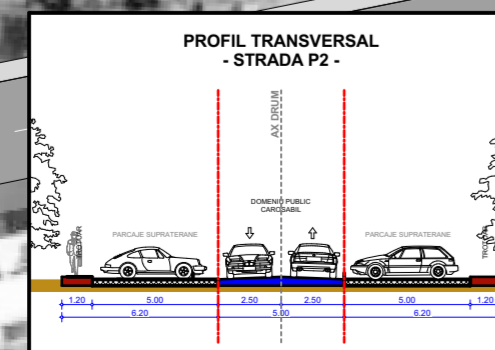 PROFIL TRANSVERSAL
- STRADA P2 -
AX DRUM
DOMENIU PUBLIC
CAROSABIL
PARCAJE SUPRATERANE
PARCAJE SUPRATERANE
TROTUAR
1.20 5.00 2.50 2.50 5.00 1.20
6.20 5.00 6.20